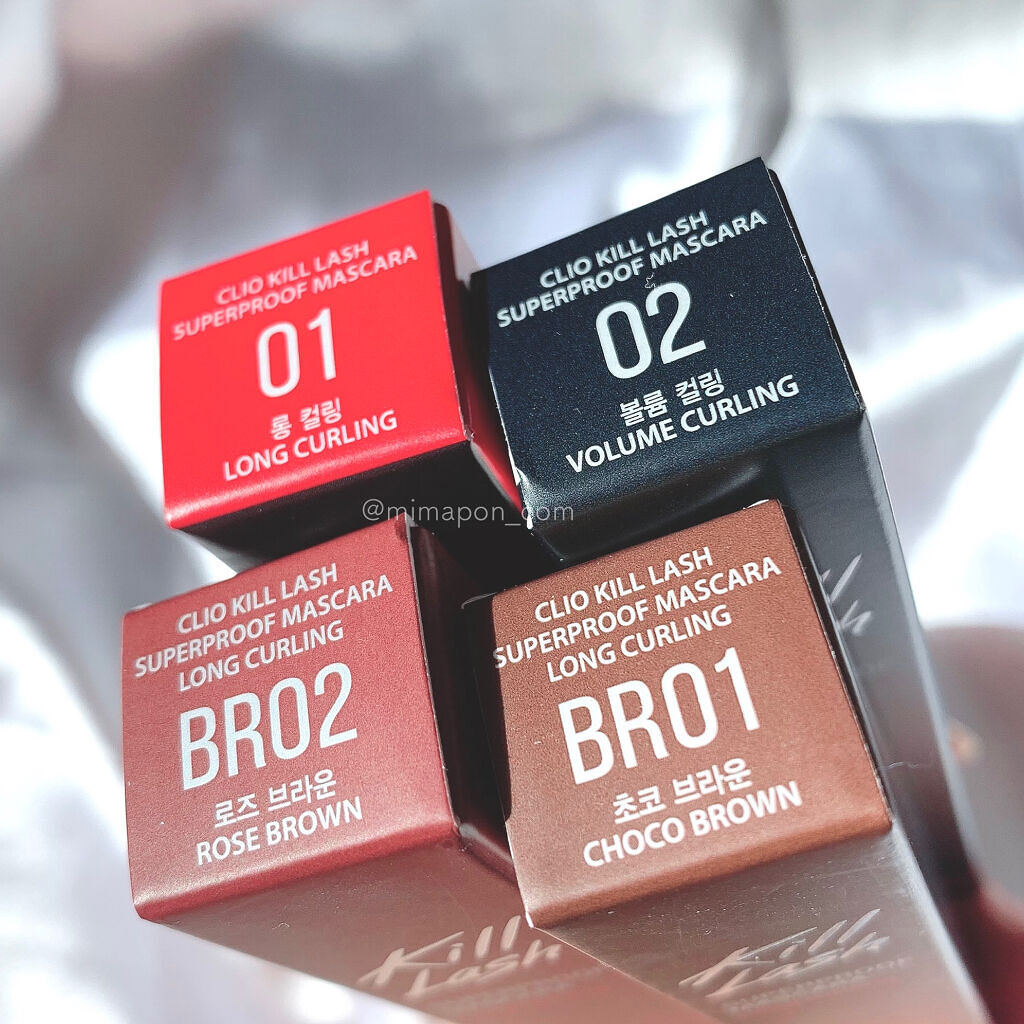 CLIO KILL LASH
SUPERPROOF MASCARA
01
롱 컬링
LONG CURLING
CLIO KILL LASH
SUPERPROOF MASCARA
02
볼륨 컬링
VOLUME CURLING
@mimapon_com
CLIO KILL LASH
SUPERPROOF MASCARA
LONG CURLING
BR02
로즈 브라운
ROSE BROWN
CLIO KILL LASH
SUPERPROOF MASCARA
LONG CURLING
BR01
초코 브라운
CHOCO BROWN
Kill
Lash
Kill
Lash